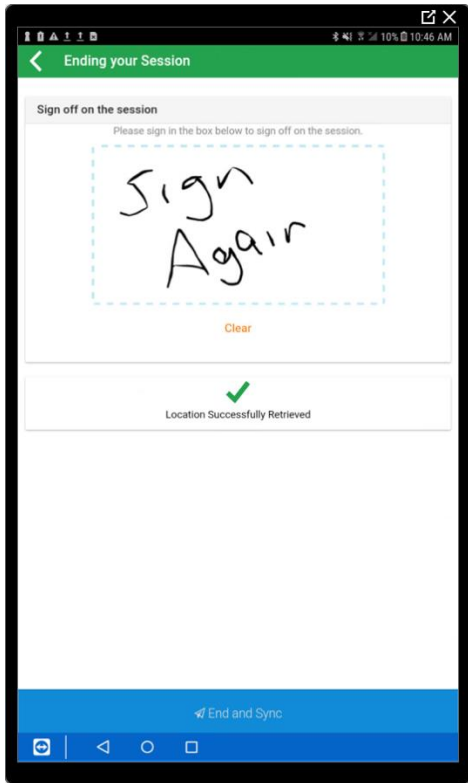 10% 10:46 AM
Ending your Session
Sign off on the session
Please sign in the box below to sign off on the session.
Sign
Again
Clear
Location Successfully Retrieved
End and Sync